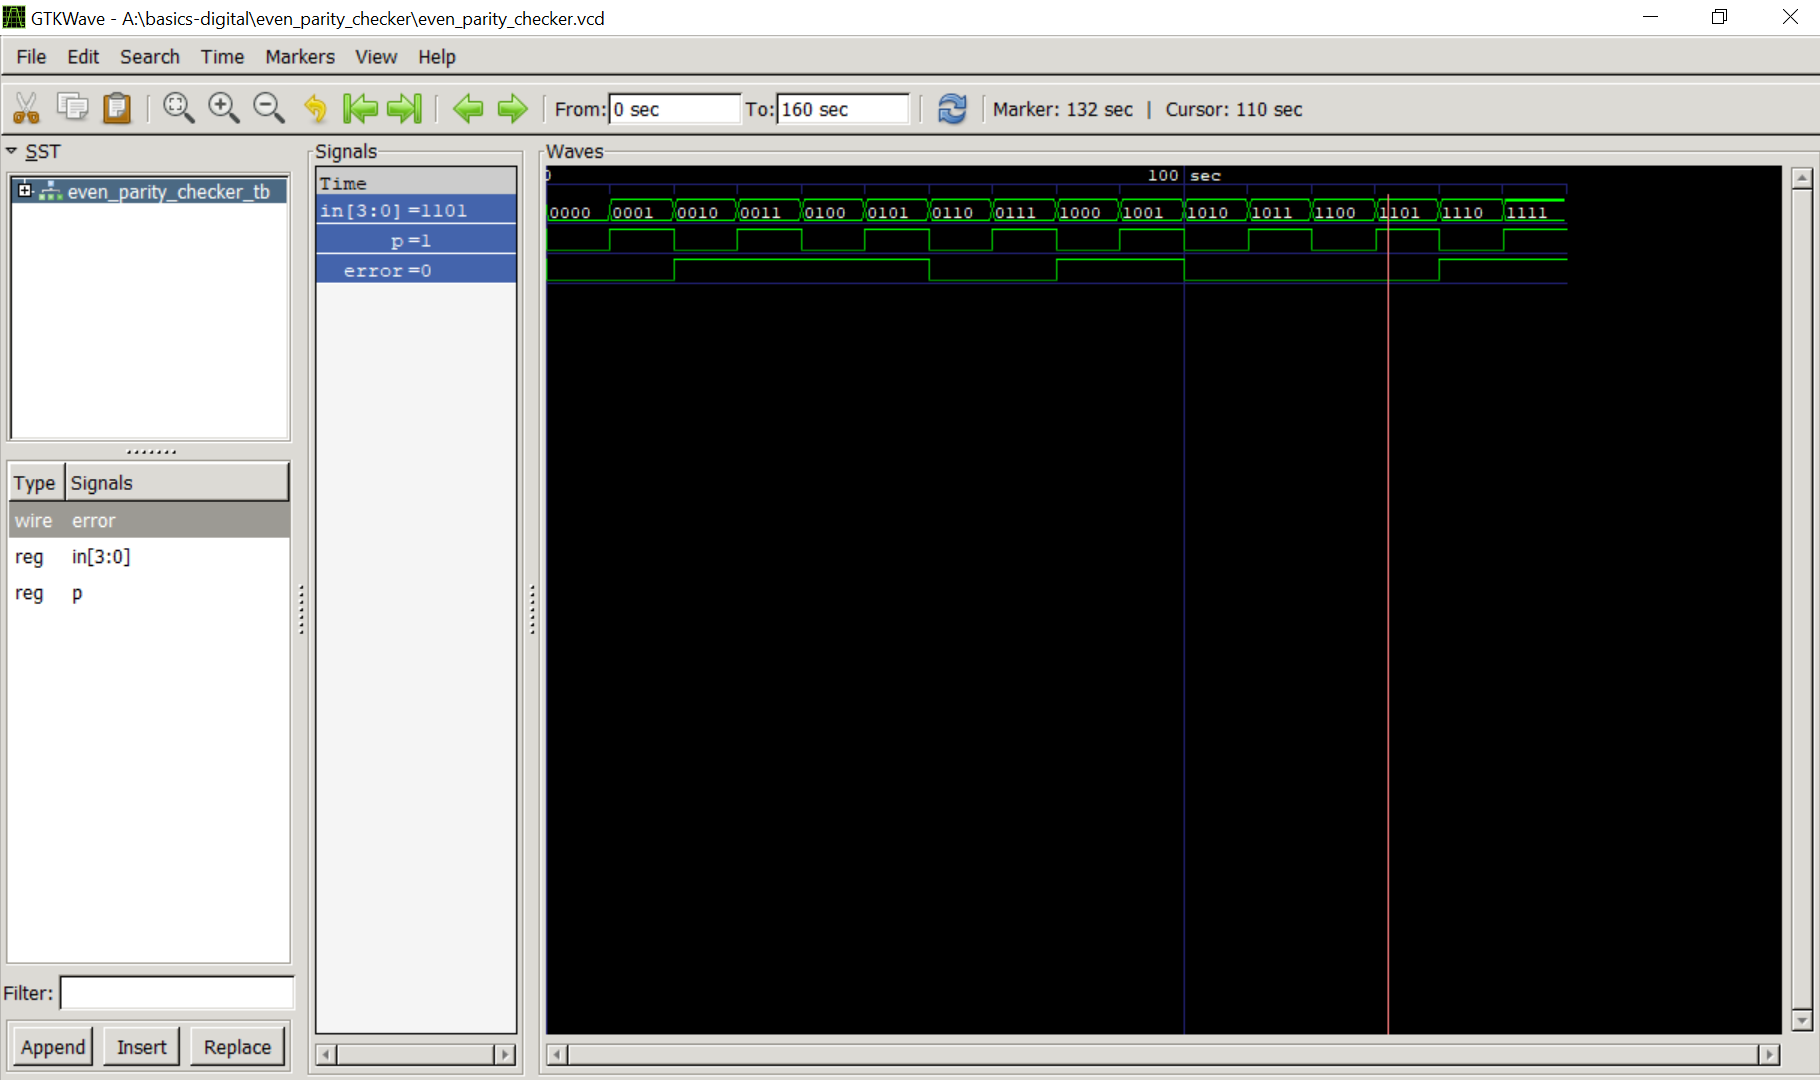 GTKWave - A:\basics-digital\even_parity_checker\even_parity_checker.vcd
File Edit Search Time Markers View Help
From: 0 sec To: 160 sec Marker: 132 sec | Cursor: 110 sec
SST
even_parity_checker_tb
Type Signals
wire error
reg in[3:0]
reg p
Filter:
Append Insert Replace
Signals
Time
in[3:0] =1101
p =1
error =0
Waves
0 100 sec
0000 0001 0010 0011 0100 0101 0110 0111 1000 1001 1010 1011 1100 1101 1110 1111